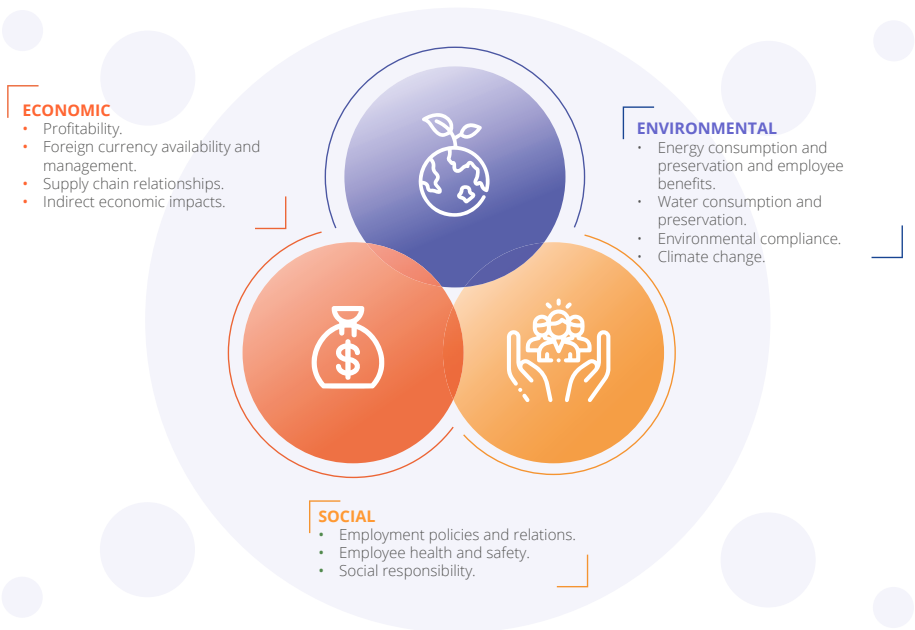 ECONOMIC
• Profitability.
• Foreign currency availability and
management.
• Supply chain relationships.
• Indirect economic impacts.
ENVIRONMENTAL
• Energy consumption and
preservation and employee
benefits.
• Water consumption and
preservation.
• Environmental compliance.
• Climate change.
$
SOCIAL
• Employment policies and relations.
• Employee health and safety.
• Social responsibility.